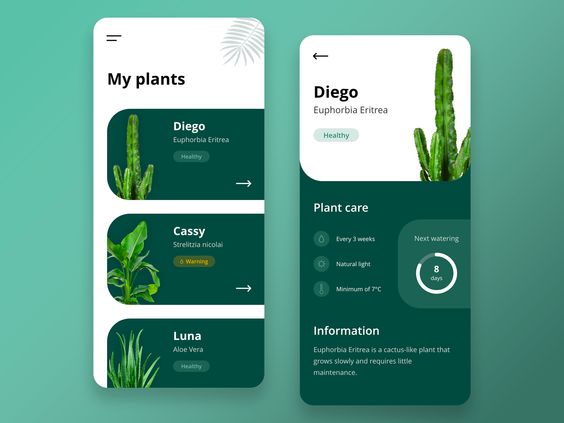 My plants
Diego
Euphorbia Eritrea
Healthy
Cassy
Strelitzia nicolai
Warning
Luna
Aloe Vera
Healthy
Diego
Euphorbia Eritrea
Healthy
Plant care
Every 3 weeks
Natural light
Minimum of 7°C
Next watering
8
days
Information
Euphorbia Eritrea is a cactus-like plant that
grows slowly and requires little
maintenance.